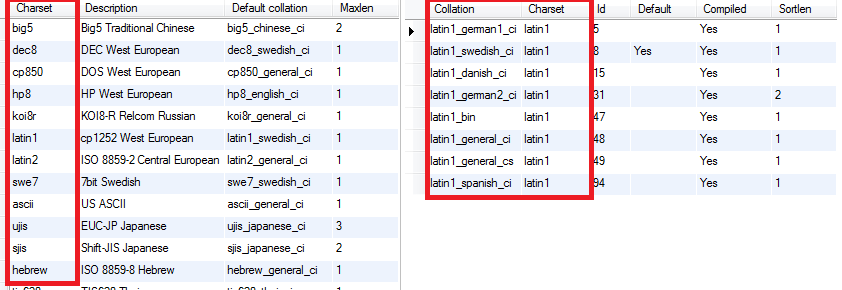 Charset Description Default collation Maxlen
big5 Big5 Traditional Chinese big5_chinese_ci 2
dec8 DEC West European dec8_swedish_ci 1
cp850 DOS West European cp850_general_ci 1
hp8 HP West European hp8_english_ci 1
koi8r KOI8-R Relcom Russian koi8r_general_ci 1
latin1 cp1252 West European latin1_swedish_ci 1
latin2 ISO 8859-2 Central European latin2_general_ci 1
swe7 7bit Swedish swe7_swedish_ci 1
ascii US ASCII ascii_general_ci 1
ujis EUC-JP Japanese ujis_japanese_ci 3
sjis Shift-JIS Japanese sjis_japanese_ci 2
hebrew ISO 8859-8 Hebrew hebrew_general_ci 1
Collation Charset Id Default Compiled Sortlen
latin1_german1_ci latin1 5 Yes 1
latin1_swedish_ci latin1 8 Yes Yes 1
latin1_danish_ci latin1 15 Yes 1
latin1_german2_ci latin1 31 Yes 2
latin1_bin latin1 47 Yes 1
latin1_general_ci latin1 48 Yes 1
latin1_general_cs latin1 49 Yes 1
latin1_spanish_ci latin1 94 Yes 1